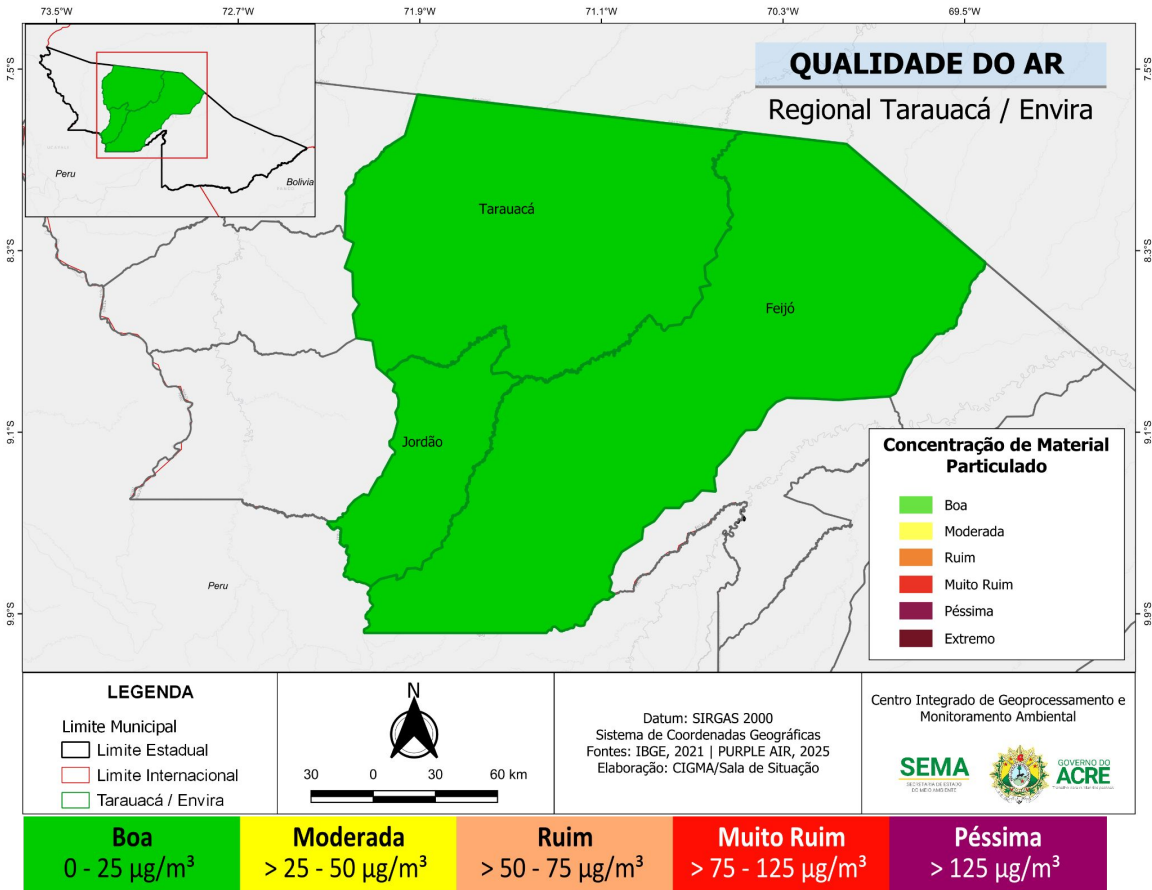 73.5°W
72.7°W
71.9°W
71.1°W
70.3°W
69.5°W
7.5°S
8.3°S
9.1°S
9.9°S
7.5°S
8.3°S
9.1°S
9.9°S
Peru
Bolivia
QUALIDADE DO AR
Regional Tarauacá / Envira
Tarauacá
Feijó
Jordão
Peru
Concentração de Material
Particulado
Boa
Moderada
Ruim
Muito Ruim
Péssima
Extremo
LEGENDA
Limite Municipal
Limite Estadual
Limite Internacional
Tarauacá / Envira
N
30 0 30 60 km
Datum: SIRGAS 2000
Sistema de Coordenadas Geográficas
Fontes: IBGE, 2021 | PURPLE AIR, 2025
Elaboração: CIGMA/Sala de Situação
Centro Integrado de Geoprocessamento e
Monitoramento Ambiental
SEMA
SECRETARIA DE ESTADO
DO MEIO AMBIENTE
GOVERNO DO
ACRE
Boa
0 - 25 µg/m³
Moderada
> 25 - 50 µg/m³
Ruim
> 50 - 75 µg/m³
Muito Ruim
> 75 - 125 µg/m³
Péssima
> 125 µg/m³